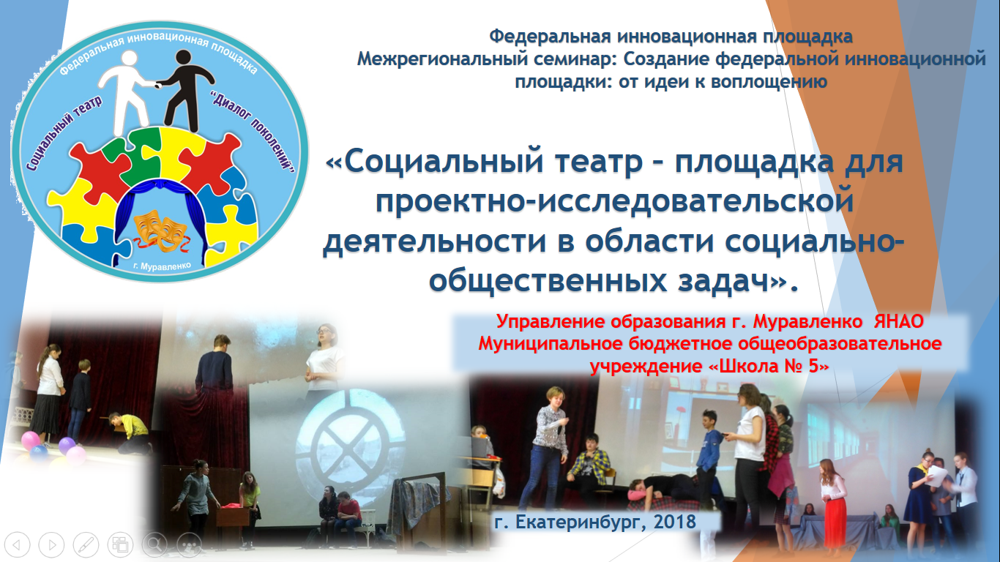 Федеральная инновационная площадка
Социальный театр
"Диалог поколений"
г. Муравленко
Федеральная инновационная площадка
Межрегиональный семинар: Создание федеральной инновационной
площадки: от идеи к воплощению
«Социальный театр – площадка для
проектно-исследовательской
деятельности в области социально-
общественных задач».
Управление образования г. Муравленко ЯНАО
Муниципальное бюджетное общеобразовательное
учреждение «Школа № 5»
г. Екатеринбург, 2018